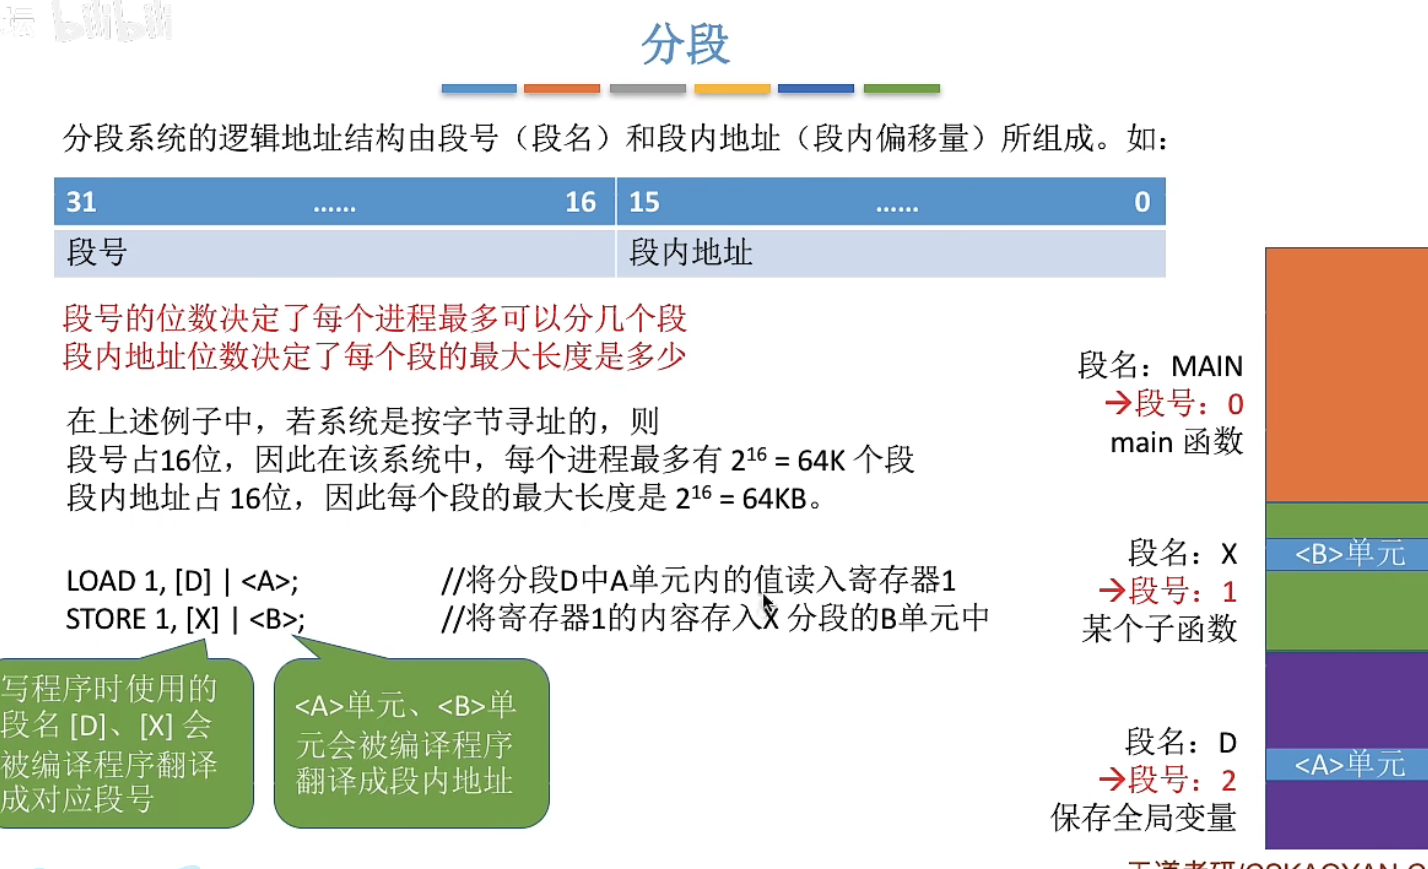 坛 bilibili
分段
分段系统的逻辑地址结构由段号（段名）和段内地址（段内偏移量）所组成。如：
31 …… 16 15 …… 0
段号 段内地址
段号的位数决定了每个进程最多可以分几个段
段内地址位数决定了每个段的最大长度是多少
在上述例子中，若系统是按字节寻址的，则
段号占16位，因此在该系统中，每个进程最多有 2¹⁶ = 64K 个段
段内地址占 16位，因此每个段的最大长度是 2¹⁶ = 64KB。
LOAD 1, [D] | <A>; //将分段D中A单元内的值读入寄存器1
STORE 1, [X] | <B>; //将寄存器1的内容存入X 分段的B单元中
写程序时使用的
段名 [D]、[X] 会
被编译程序翻译
成对应段号
<A>单元、<B>单
元会被编译程序
翻译成段内地址
段名：MAIN
→段号：0
main 函数
段名：X
→段号：1
某个子函数
<B>单元
段名：D
→段号：2
保存全局变量
<A>单元